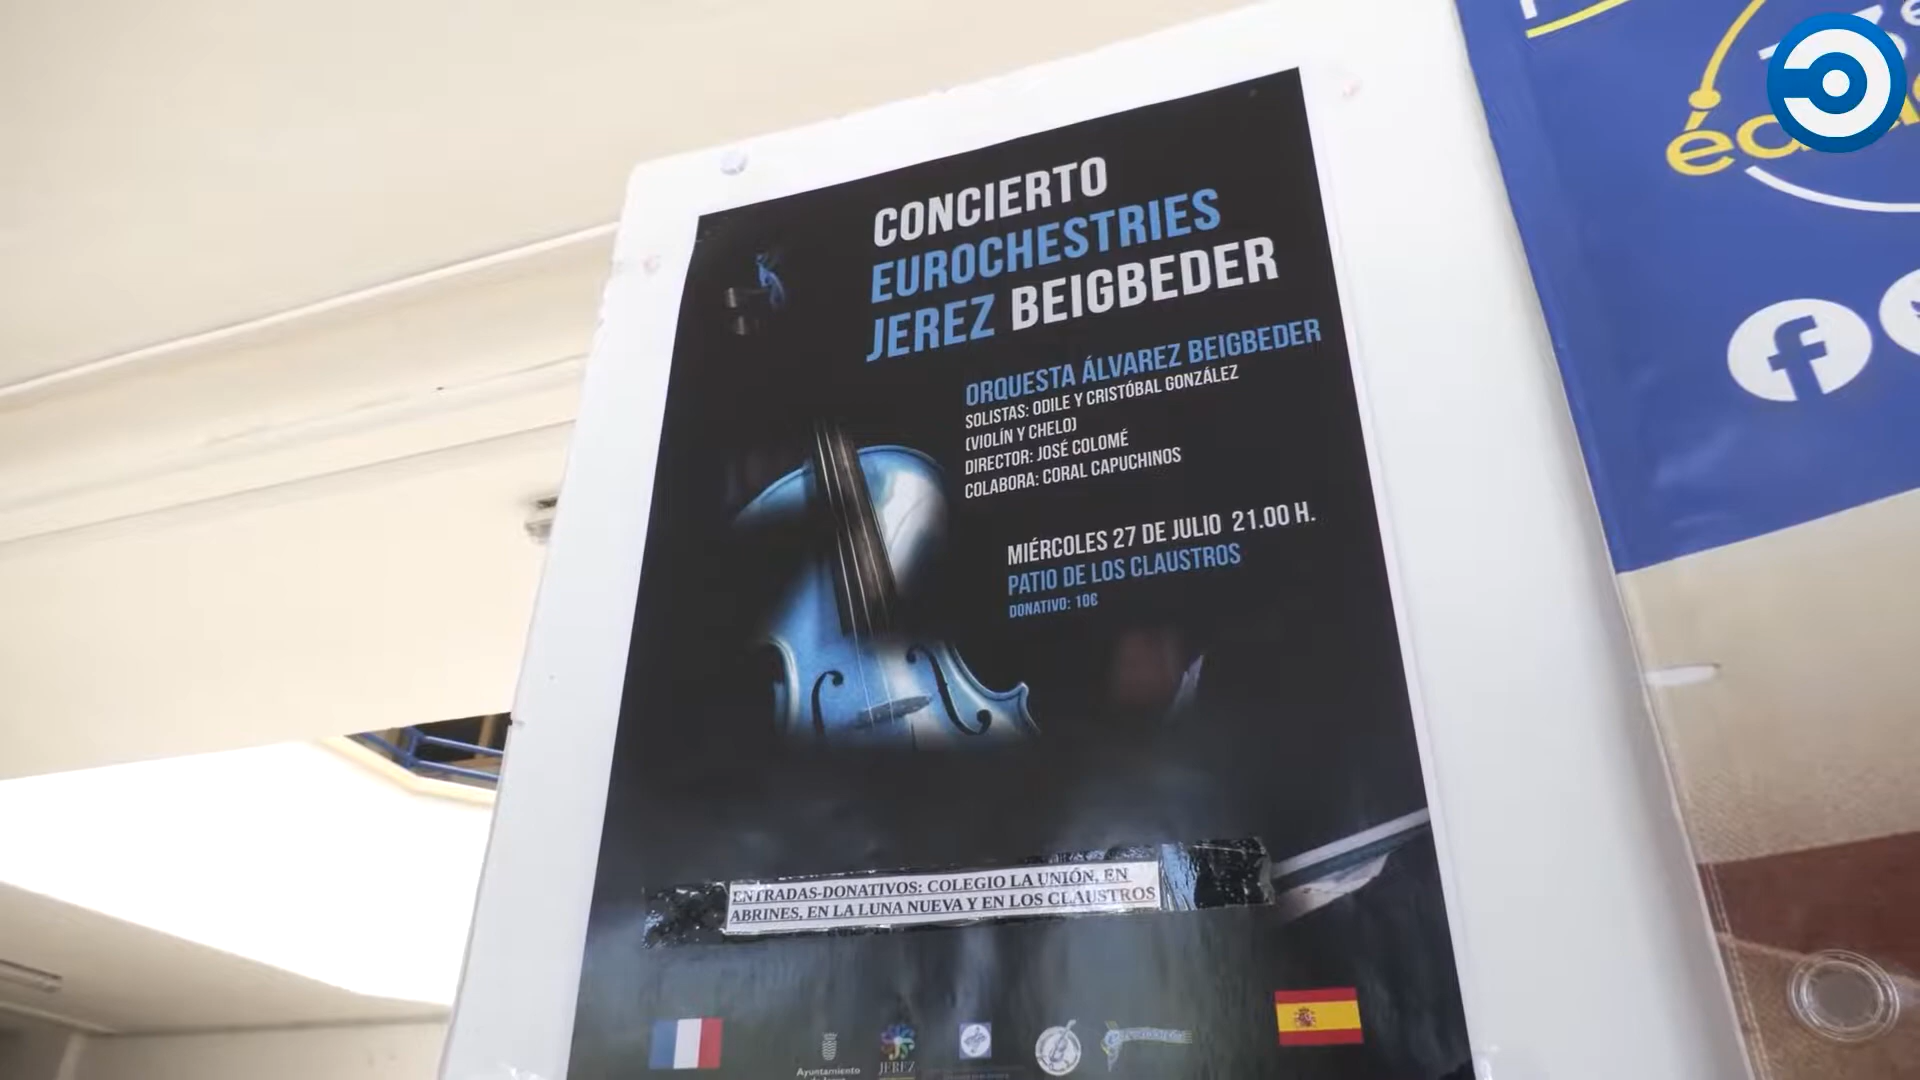 CONCIERTO
EUROCHESTRIES
JEREZ BEIGBEDER
ORQUESTA ÁLVAREZ BEIGBEDER
SOLISTAS: ODILE Y CRISTÓBAL GONZÁLEZ
(VIOLÍN Y CHELO)
DIRECTOR: JOSÉ COLOMÉ
COLABORA: CORAL CAPUCHINOS
MIÉRCOLES 27 DE JULIO 21.00 H.
PATIO DE LOS CLAUSTROS
DONATIVO: 10€
ENTRADAS-DONATIVOS: COLEGIO LA UNIÓN, EN
ABRINES, EN LA LUNA NUEVA Y EN LOS CLAUSTROS
Ayuntamiento
JEREZ